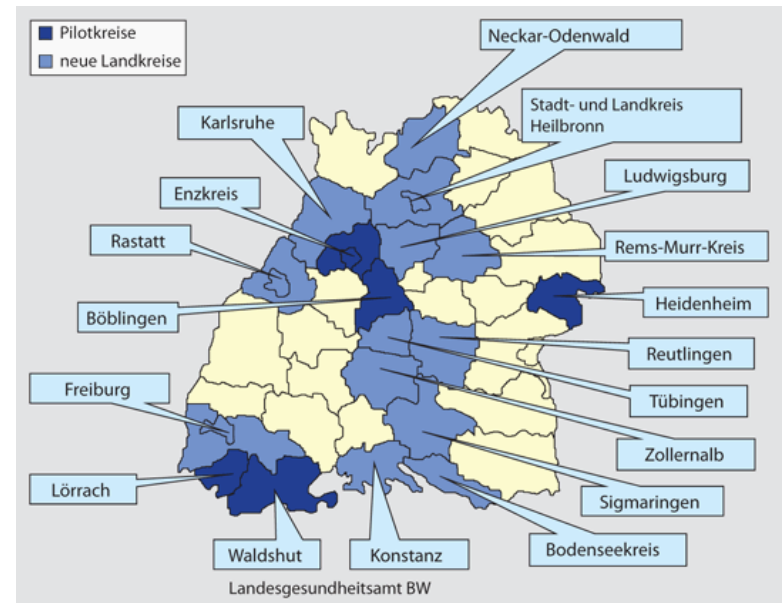 Pilotkreise
neue Landkreise
Neckar-Odenwald
Stadt- und Landkreis
Heilbronn
Karlsruhe
Ludwigsburg
Enzkreis
Rastatt
Rems-Murr-Kreis
Böblingen
Heidenheim
Reutlingen
Freiburg
Tübingen
Zollernalb
Lörrach
Sigmaringen
Waldshut
Konstanz
Bodenseekreis
Landesgesundheitsamt BW